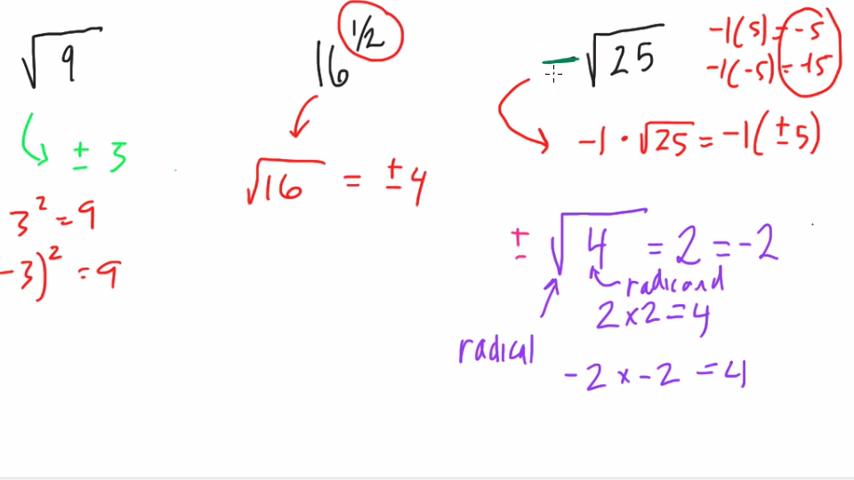 √9
± 3
3² = 9
-3)² = 9
16^1/2
√16 = ±4
-√25
-1(5) = -5
-1(-5) = +5
-1 · √25 = -1(±5)
± √4 = 2 = -2
radicand
radical
2 x 2 = 4
-2 x -2 = 4